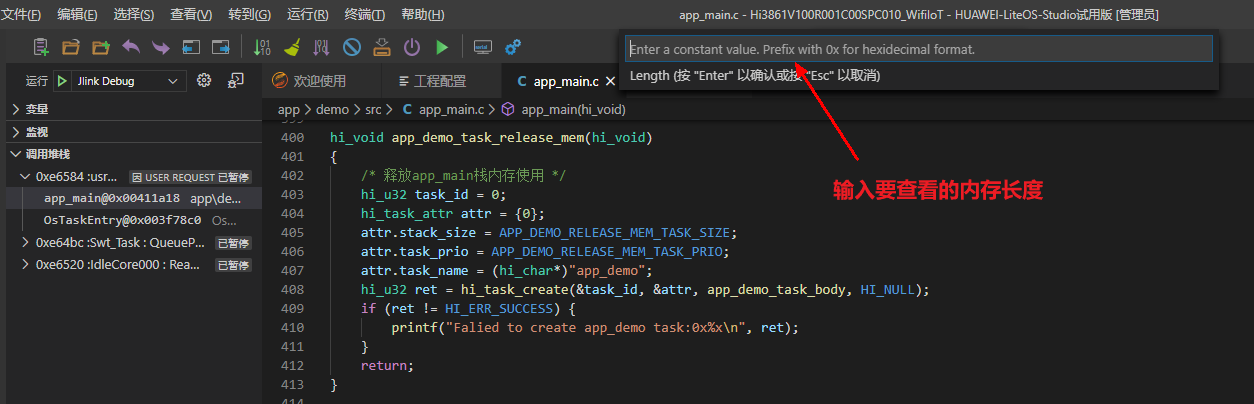 文件(F) 编辑(E) 选择(S) 查看(V) 转到(G) 运行(R) 终端(T) 帮助(H) app_main.c - Hi3861V100R001C00SPC010_WifiIoT - HUAWEI-LiteOS-Studio试用版 [管理员]
Enter a constant value. Prefix with 0x for hexidecimal format.
Length (按 "Enter" 以确认或按 "Esc" 以取消)
运行 Jlink Debug 欢迎使用 工程配置 C app_main.c
变量
监视
调用堆栈
0xe6584 :usr... 因 USER REQUEST 已暂停
app_main@0x00411a18 app\de...
OsTaskEntry@0x003f78c0 Os...
0xe64bc :Swt_Task : QueueP... 已暂停
0xe6520 :IdleCore000 : Rea... 已暂停
app > demo > src > C app_main.c > app_main(hi_void)
400 hi_void app_demo_task_release_mem(hi_void)
401 {
402 /* 释放app_main栈内存使用 */
403 hi_u32 task_id = 0;
404 hi_task_attr attr = {0};
405 attr.stack_size = APP_DEMO_RELEASE_MEM_TASK_SIZE;
406 attr.task_prio = APP_DEMO_RELEASE_MEM_TASK_PRIO;
407 attr.task_name = (hi_char*)"app_demo";
408 hi_u32 ret = hi_task_create(&task_id, &attr, app_demo_task_body, HI_NULL);
409 if (ret != HI_ERR_SUCCESS) {
410 printf("Falied to create app_demo task:0x%x\n", ret);
411 }
412 return;
413 }
414
输入要查看的内存长度